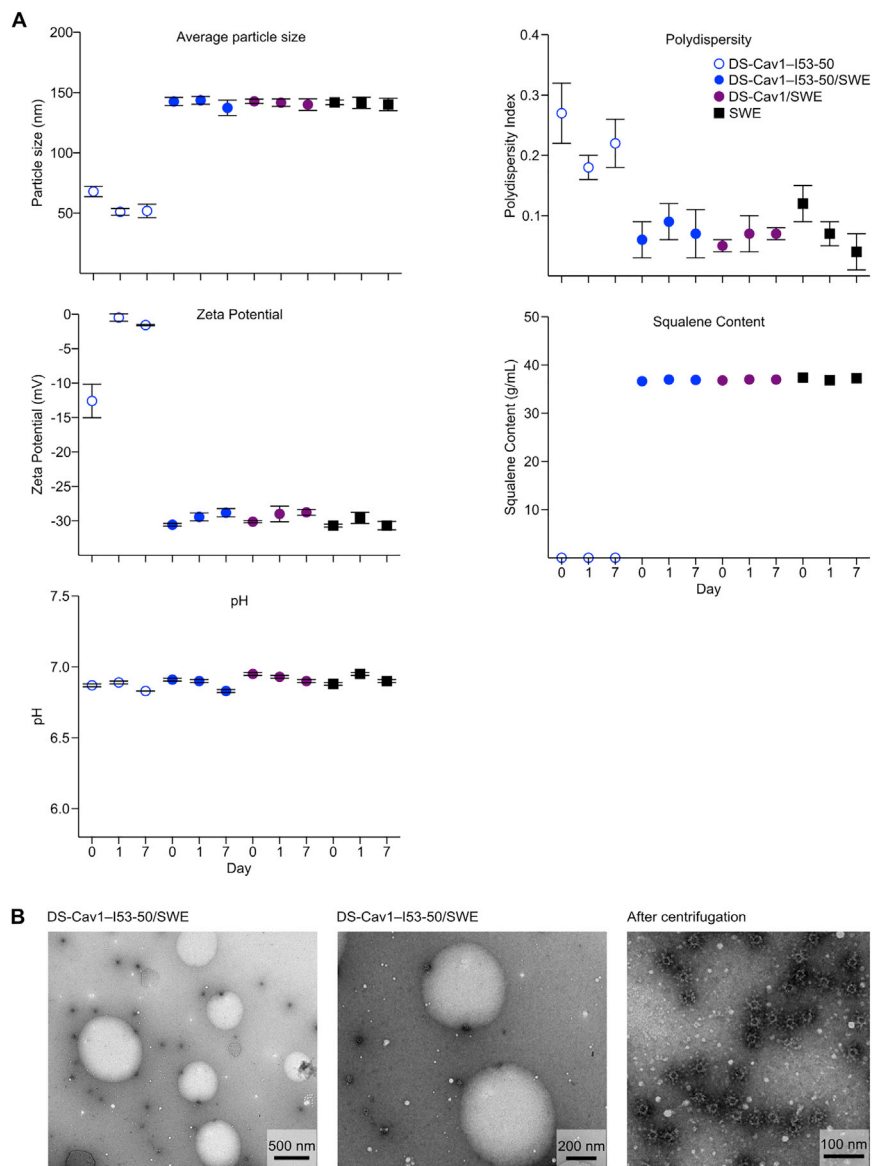 A
Average particle size
Particle size (nm)
200
150
100
50
Polydispersity
Polydispersity Index
0.4
0.3
0.2
0.1
DS-Cav1–I53-50
DS-Cav1–I53-50/SWE
DS-Cav1/SWE
SWE
Zeta Potential
Zeta Potential (mV)
0
-5
-10
-15
-20
-25
-30
Squalene Content
Squalene Content (g/mL)
50
40
30
20
10
0 1 7 0 1 7 0 1 7 0 1 7
Day
pH
pH
7.5
7.0
6.5
6.0
0 1 7 0 1 7 0 1 7 0 1 7
Day
B
DS-Cav1–I53-50/SWE
500 nm
DS-Cav1–I53-50/SWE
200 nm
After centrifugation
100 nm